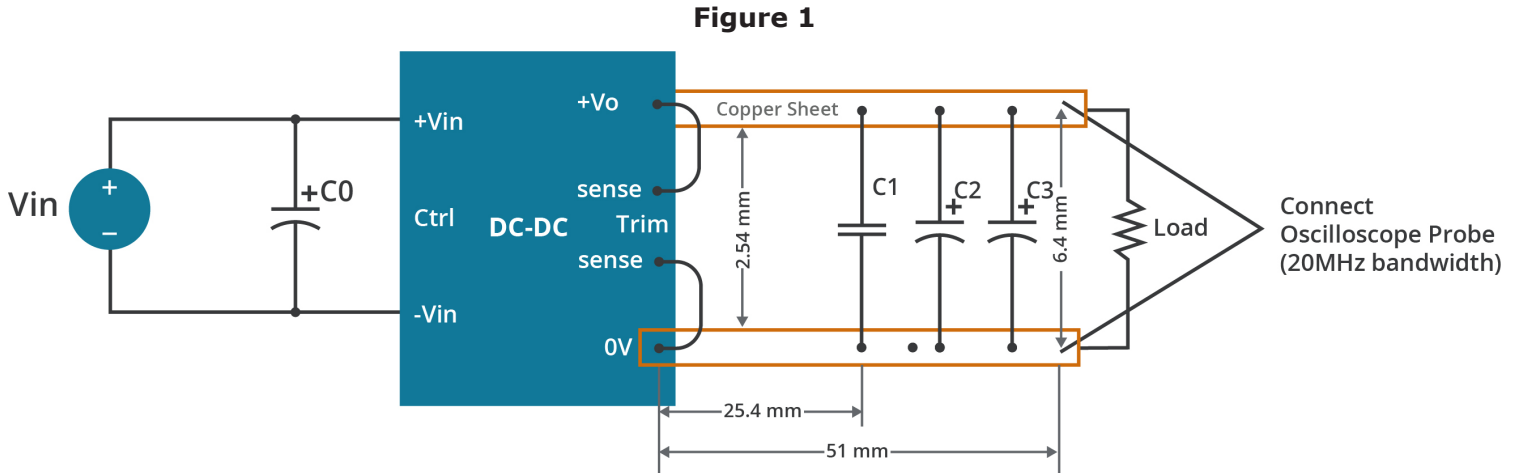 Figure 1
+Vo
Copper Sheet
+Vin
Vin
+
−
+C0
sense
Ctrl
DC-DC
Trim
sense
-Vin
0V
2.54 mm
C1
+
C2
+
C3
+
6.4 mm
Load
Connect
Oscilloscope Probe
(20MHz bandwidth)
25.4 mm
51 mm